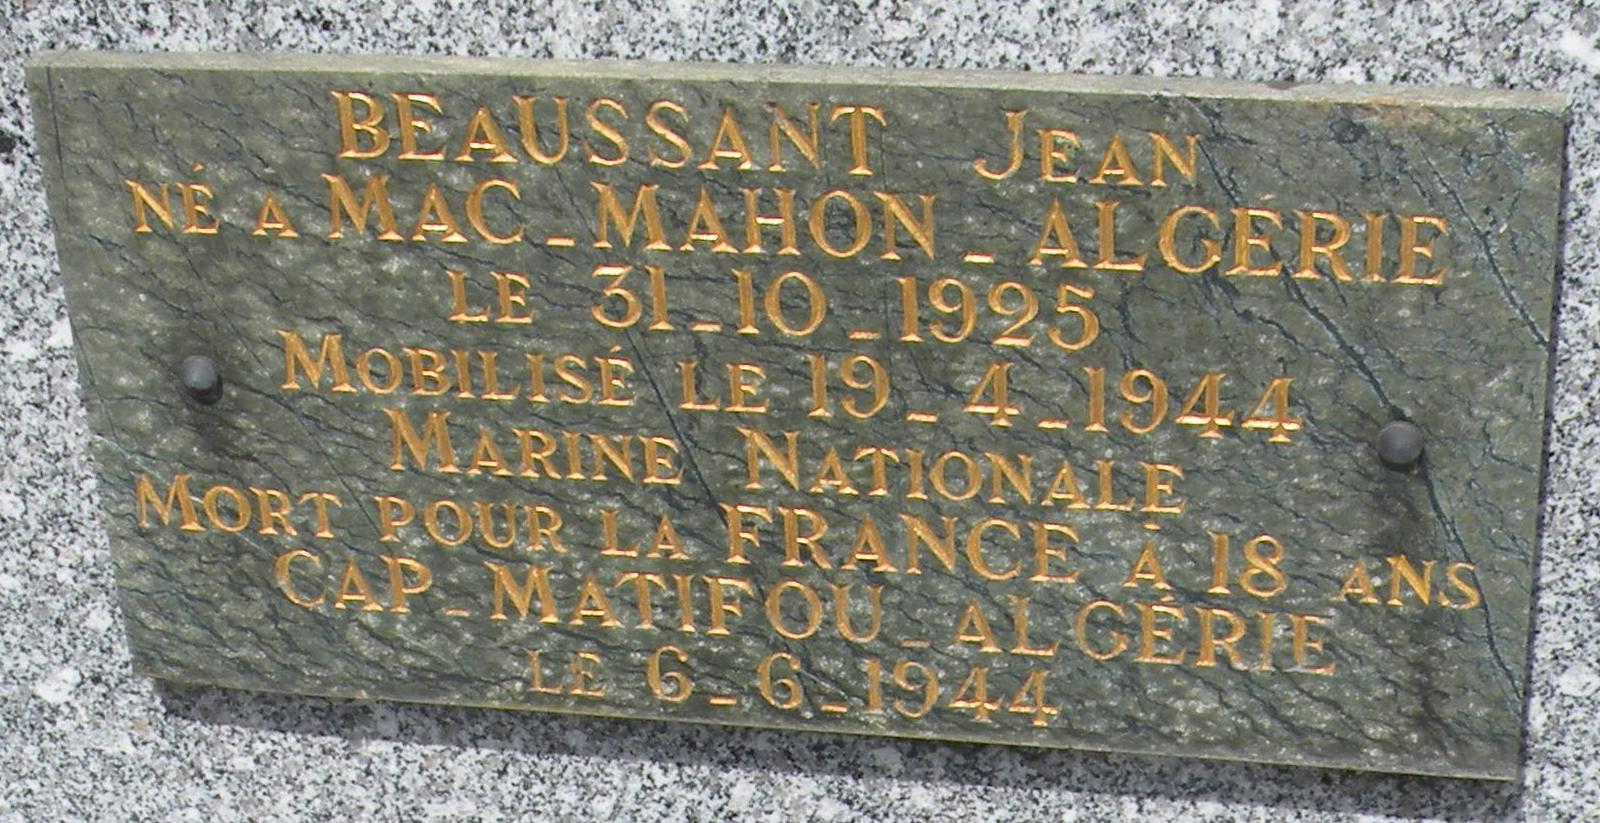 BEAUSSANT JEAN
NÉ A MAC_MAHON_ALGÉRIE
LE 31_10_1925
MOBILISÉ LE 19_4_1944
MARINE NATIONALE
MORT POUR LA FRANCE À 18 ANS
CAP_MATIFOU_ALGÉRIE
LE 6_6_1944